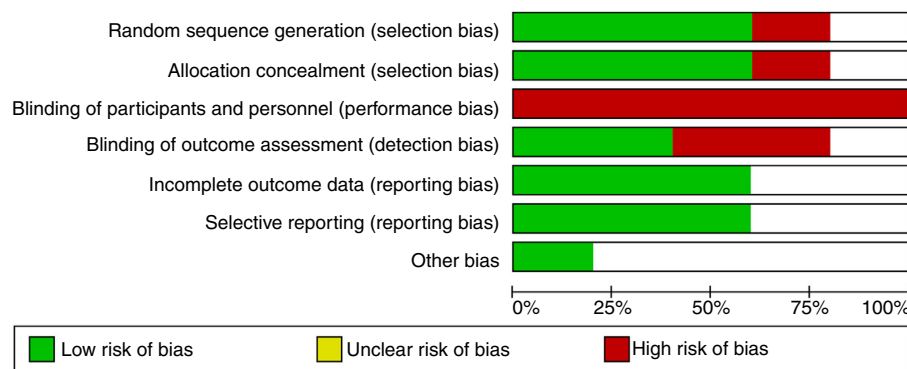 Random sequence generation (selection bias)
Allocation concealment (selection bias)
Blinding of participants and personnel (performance bias)
Blinding of outcome assessment (detection bias)
Incomplete outcome data (reporting bias)
Selective reporting (reporting bias)
Other bias
0% 25% 50% 75% 100%
Low risk of bias Unclear risk of bias High risk of bias